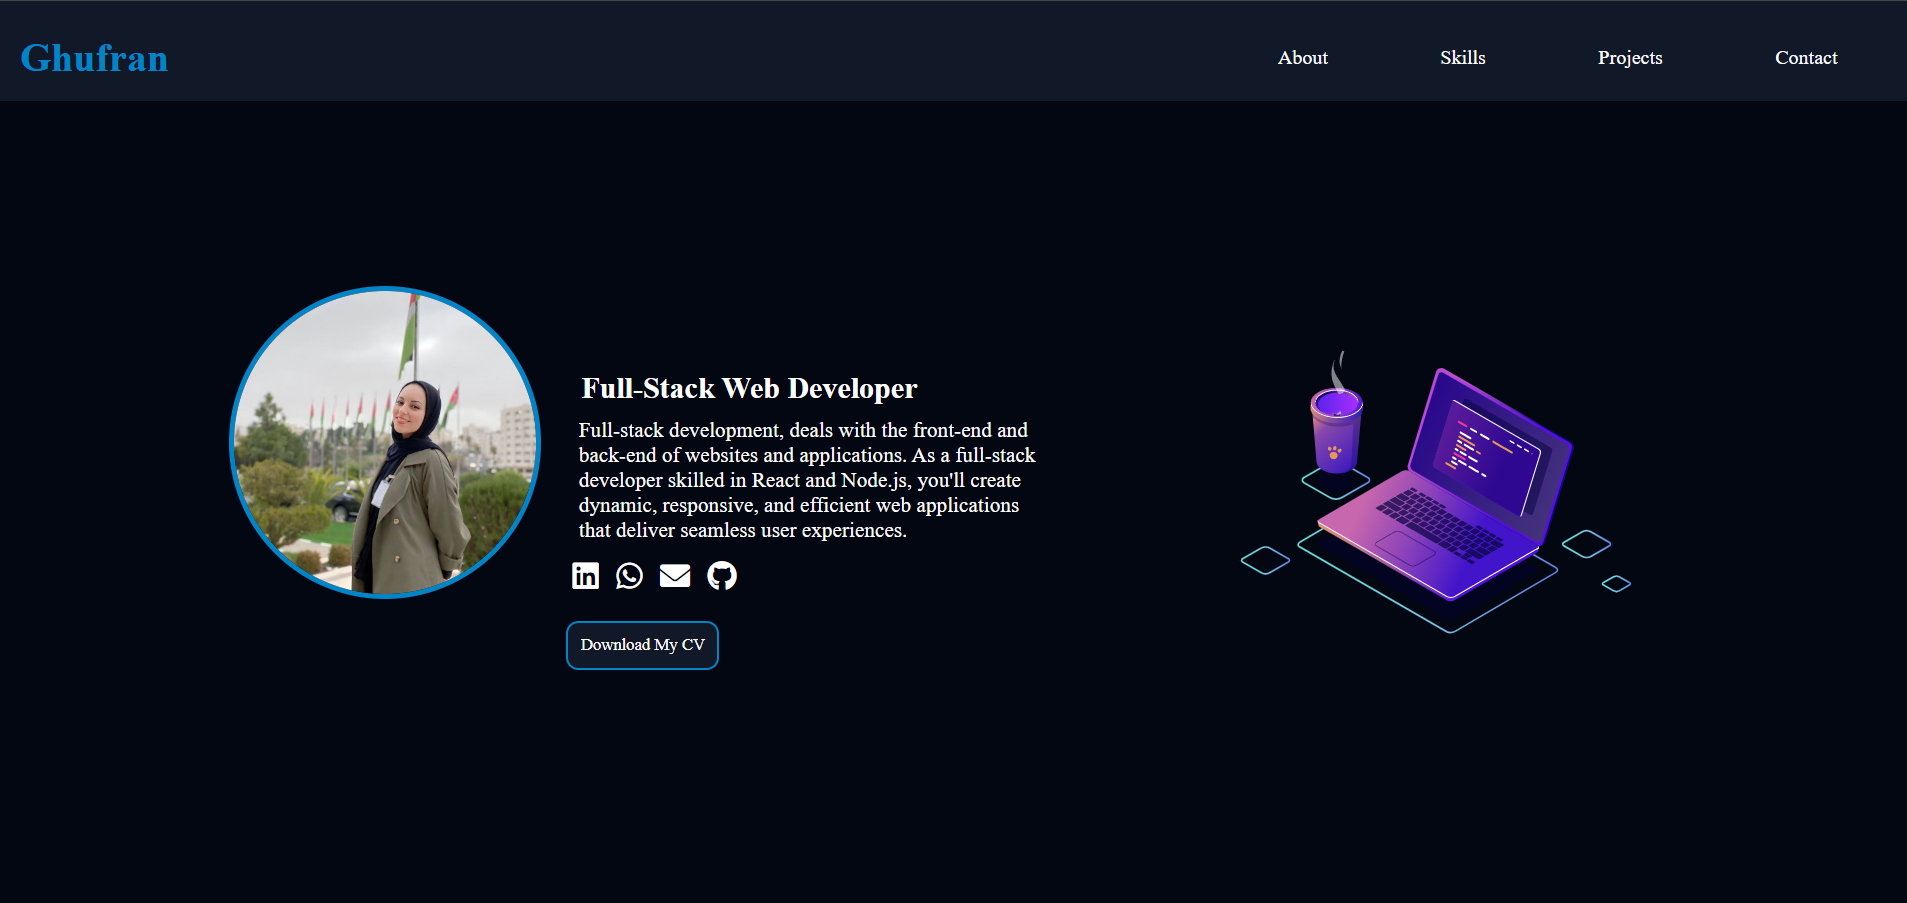 Ghufran
About
Skills
Projects
Contact
Full-Stack Web Developer
Full-stack development, deals with the front-end and
back-end of websites and applications. As a full-stack
developer skilled in React and Node.js, you'll create
dynamic, responsive, and efficient web applications
that deliver seamless user experiences.
in
Download My CV